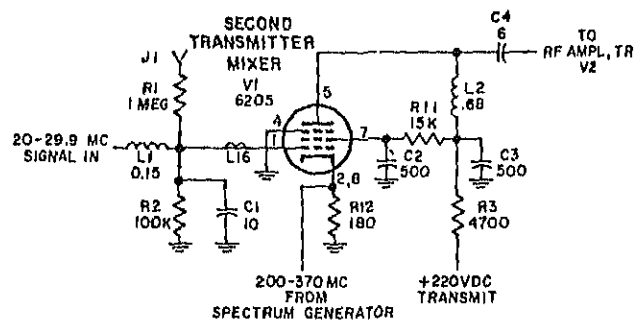 SECOND
TRANSMITTER
MIXER
V1
6205
J1
R1
1 MEG
C4
6
TO
RF AMPL, TR
V2
L2
.68
5
4
1
7
2,8
R11
15K
20-29.9 MC
SIGNAL IN
L1
0.15
L16
C2
500
C3
500
R2
100K
C1
10
R12
180
R3
4700
200-370 MC
FROM
SPECTRUM GENERATOR
+220VDC
TRANSMIT